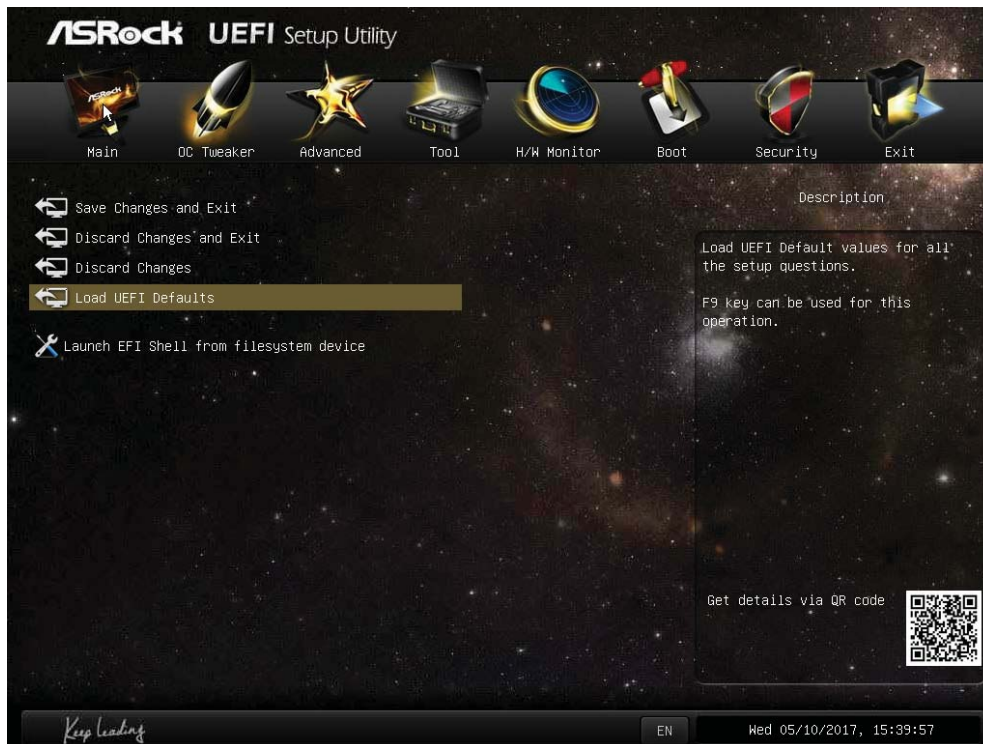 ASRock UEFI Setup Utility
ASRock
Main OC Tweaker Advanced Tool H/W Monitor Boot Security Exit
Save Changes and Exit
Discard Changes and Exit
Discard Changes
Load UEFI Defaults
Launch EFI Shell from filesystem device
Description
Load UEFI Default values for all
the setup questions.
F9 key can be used for this
operation.
Get details via QR code
Keep Leading
EN
Wed 05/10/2017, 15:39:57